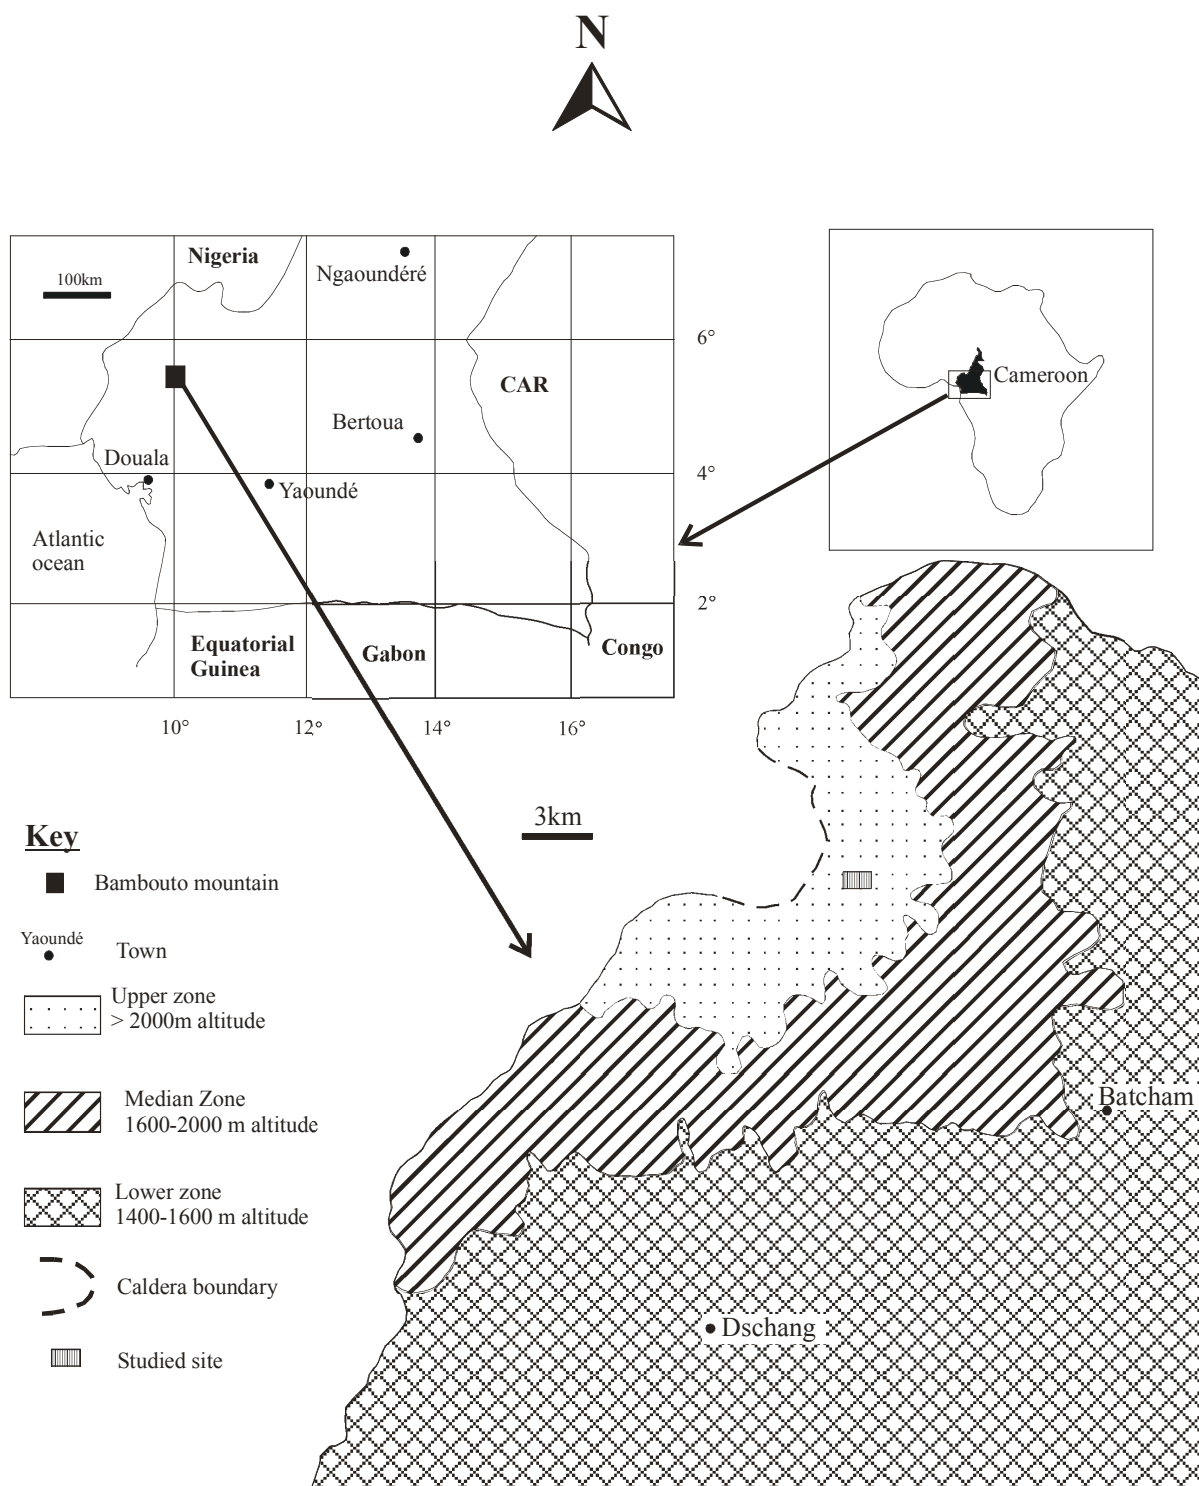 N
Nigeria
100km
Ngaoundéré
6°
CAR
Cameroon
Bertoua
Douala
4°
Yaoundé
Atlantic
ocean
2°
Equatorial
Guinea
Gabon
Congo
10°
12°
14°
16°
3km
Key
Bambouto mountain
Yaoundé
Town
Upper zone
> 2000m altitude
Median Zone
1600-2000 m altitude
Batcham
Lower zone
1400-1600 m altitude
Caldera boundary
Dschang
Studied site